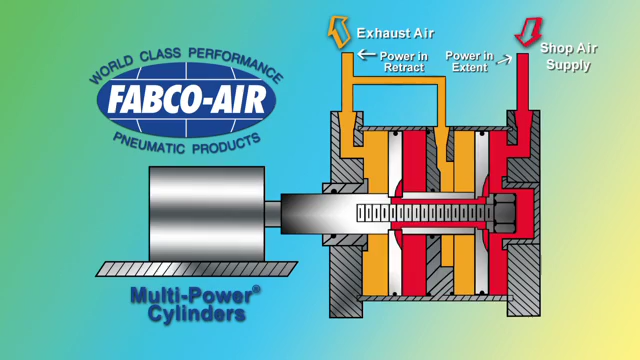 WORLD CLASS PERFORMANCE
FABCO-AIR
PNEUMATIC PRODUCTS
Exhaust Air
Power in
Retract
Power in
Extent
Shop Air
Supply
Multi-Power®
Cylinders